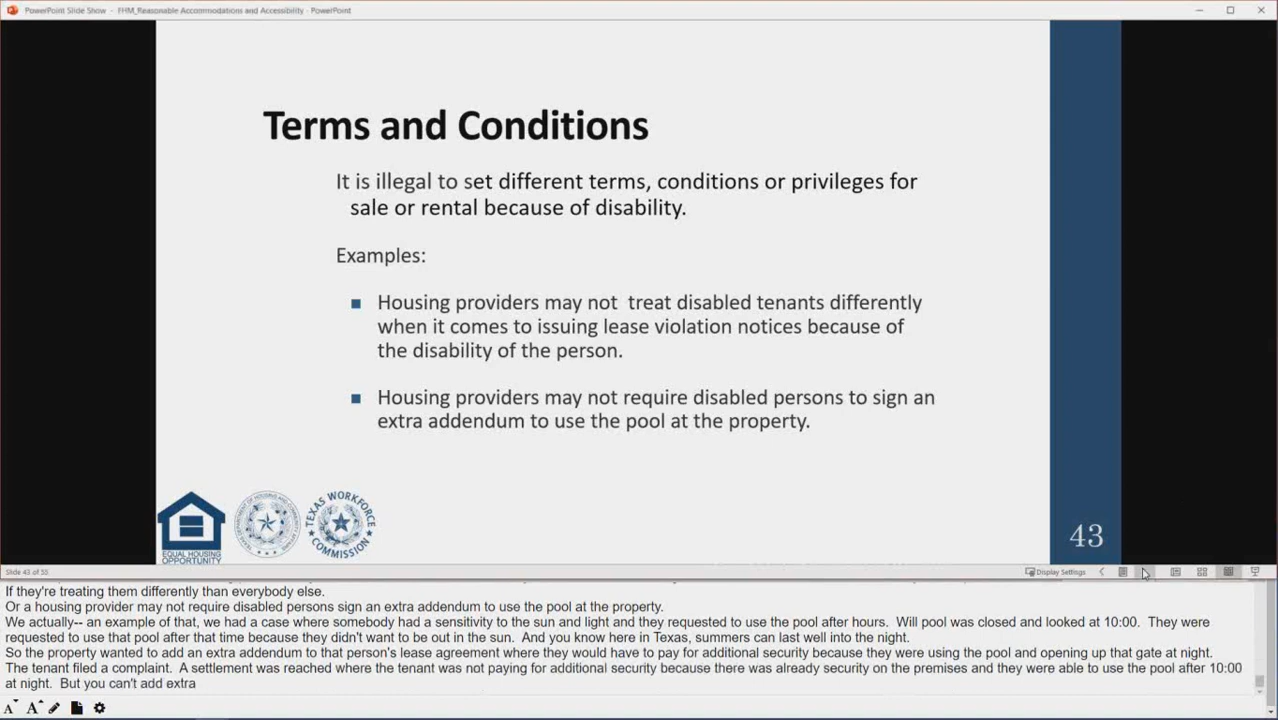 PowerPoint Slide Show - FHM_Reasonable Accommodations and Accessibility - PowerPoint
Terms and Conditions
It is illegal to set different terms, conditions or privileges for
sale or rental because of disability.
Examples:
Housing providers may not treat disabled tenants differently
when it comes to issuing lease violation notices because of
the disability of the person.
Housing providers may not require disabled persons to sign an
extra addendum to use the pool at the property.
EQUAL HOUSING
OPPORTUNITY
TEXAS WORKFORCE
COMMISSION
43
Slide 43 of 55
Display Settings
If they're treating them differently than everybody else.
Or a housing provider may not require disabled persons sign an extra addendum to use the pool at the property.
We actually-- an example of that, we had a case where somebody had a sensitivity to the sun and light and they requested to use the pool after hours. Will pool was closed and looked at 10:00. They were
requested to use that pool after that time because they didn't want to be out in the sun. And you know here in Texas, summers can last well into the night.
So the property wanted to add an extra addendum to that person's lease agreement where they would have to pay for additional security because they were using the pool and opening up that gate at night.
The tenant filed a complaint. A settlement was reached where the tenant was not paying for additional security because there was already security on the premises and they were able to use the pool after 10:00
at night. But you can't add extra
A A